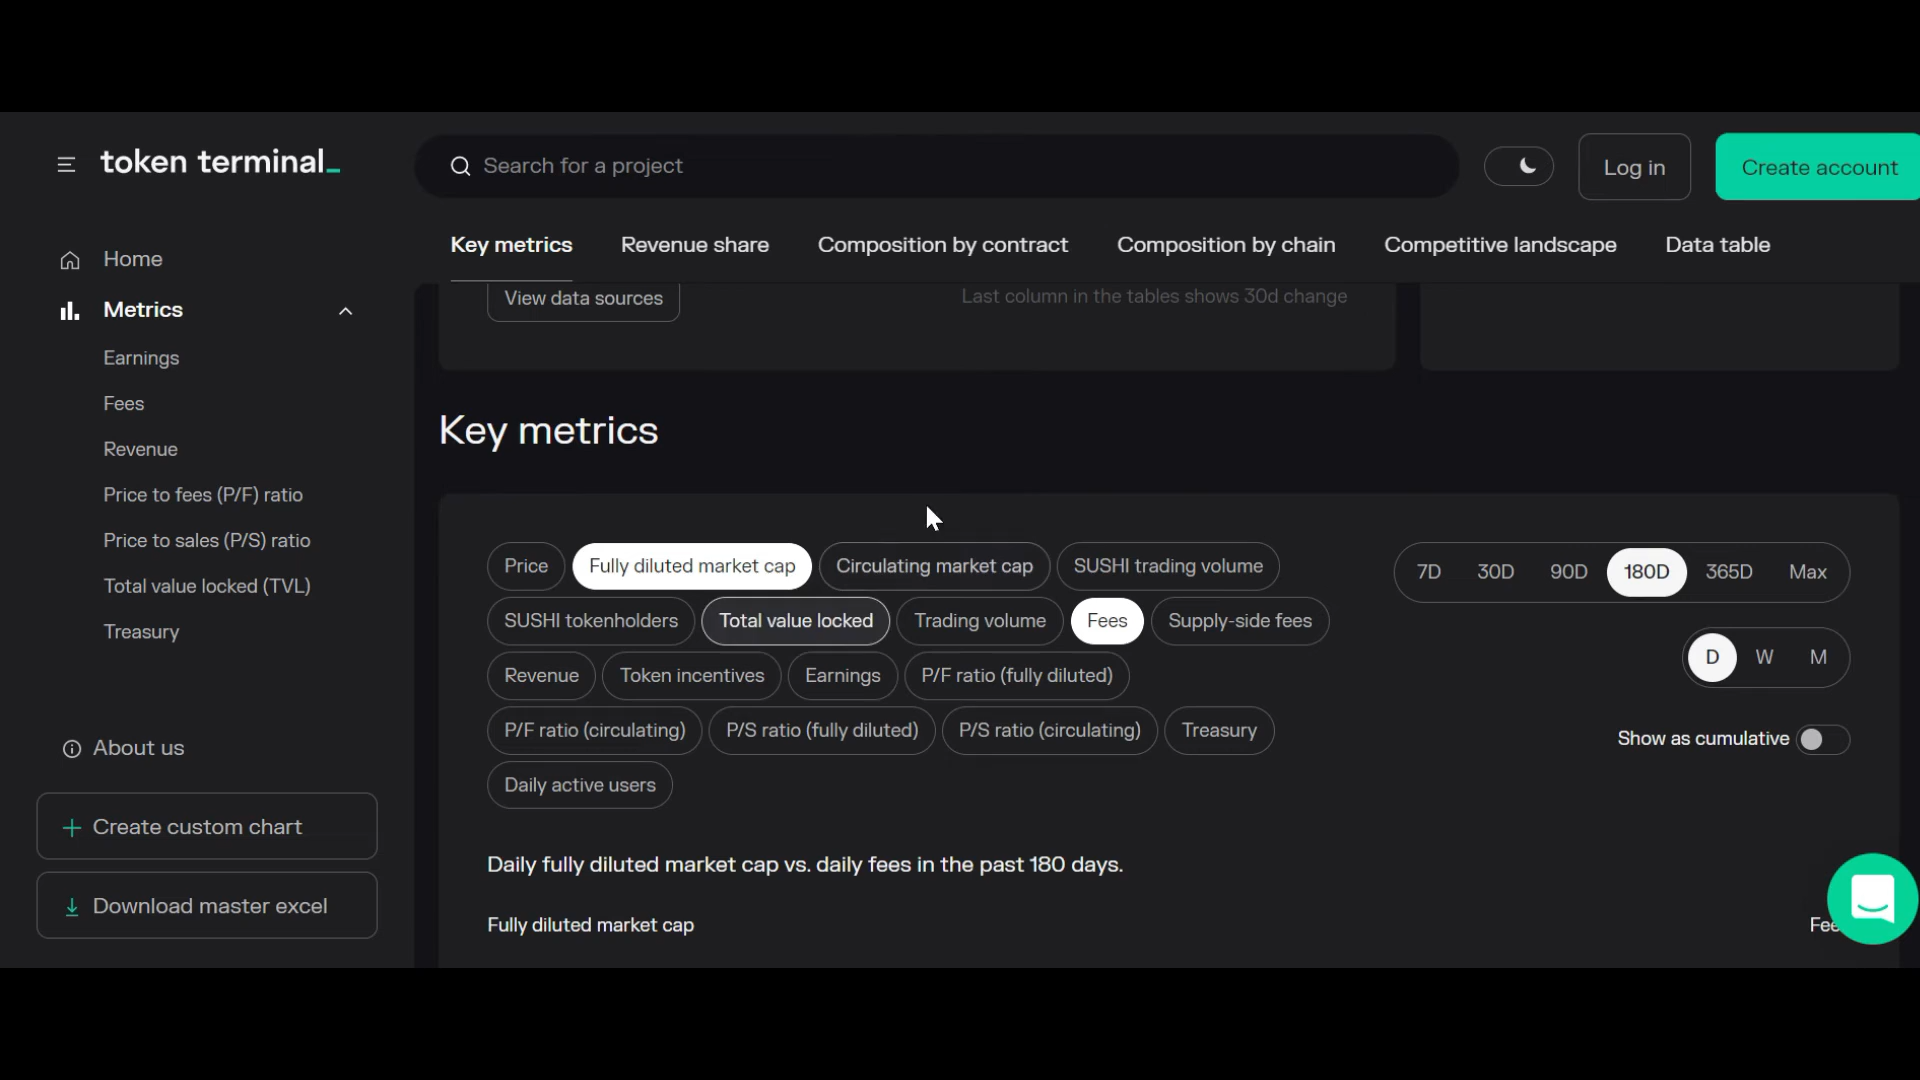 token terminal_
Search for a project
Log in
Create account
Key metrics
Revenue share
Composition by contract
Composition by chain
Competitive landscape
Data table
Home
Metrics
Earnings
Fees
Revenue
Price to fees (P/F) ratio
Price to sales (P/S) ratio
Total value locked (TVL)
Treasury
About us
Create custom chart
Download master excel
View data sources
Last column in the tables shows 30d change
Key metrics
Price
Fully diluted market cap
Circulating market cap
SUSHI trading volume
SUSHI tokenholders
Total value locked
Trading volume
Fees
Supply-side fees
Revenue
Token incentives
Earnings
P/F ratio (fully diluted)
P/F ratio (circulating)
P/S ratio (fully diluted)
P/S ratio (circulating)
Treasury
Daily active users
7D
30D
90D
180D
365D
Max
D
W
M
Show as cumulative
Daily fully diluted market cap vs. daily fees in the past 180 days.
Fully diluted market cap